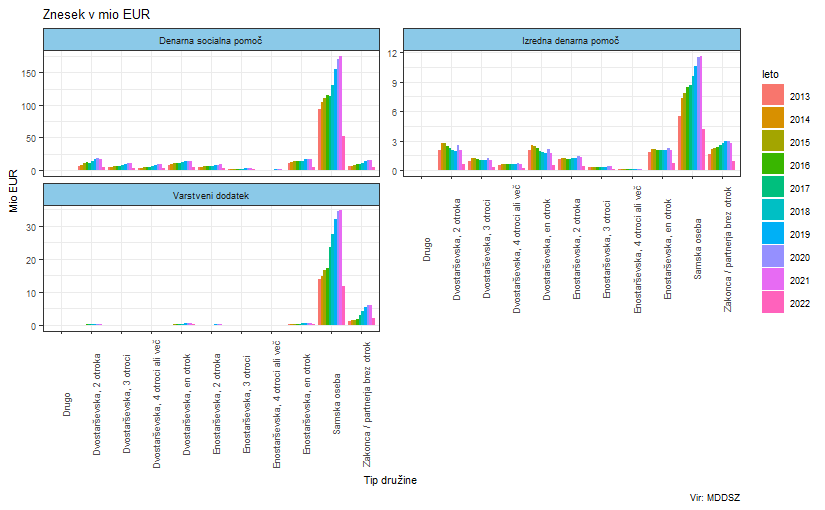 Znesek v mio EUR
Denarna socialna pomoč
Izredna denarna pomoč
150
100
50
0
12
9
6
3
0
Varstveni dodatek
30
20
10
0
Mio EUR
Drugo
Dvostarševska, 2 otroka
Dvostarševska, 3 otroci
Dvostarševska, 4 otroci ali več
Dvostarševska, en otrok
Enostarševska, 2 otroka
Enostarševska, 3 otroci
Enostarševska, 4 otroci ali več
Enostarševska, en otrok
Samska oseba
Zakonca / partnerja brez otrok
Drugo
Dvostarševska, 2 otroka
Dvostarševska, 3 otroci
Dvostarševska, 4 otroci ali več
Dvostarševska, en otrok
Enostarševska, 2 otroka
Enostarševska, 3 otroci
Enostarševska, 4 otroci ali več
Enostarševska, en otrok
Samska oseba
Zakonca / partnerja brez otrok
Tip družine
leto
2013
2014
2015
2016
2017
2018
2019
2020
2021
2022
Vir: MDDSZ